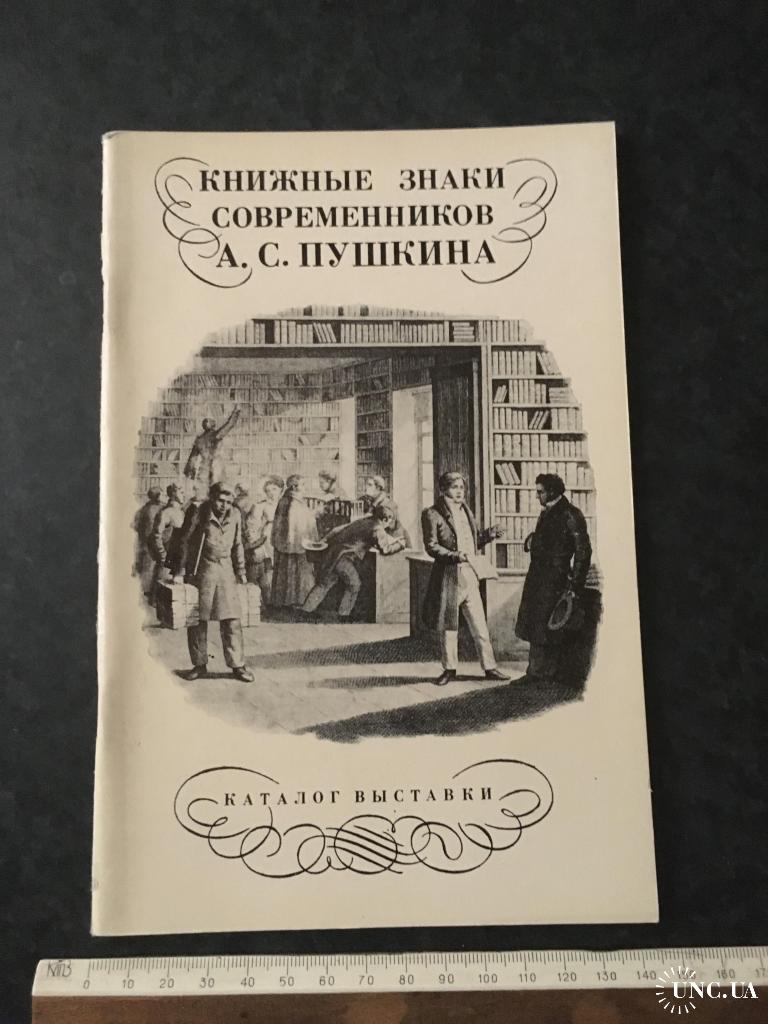 КНИЖНЫЕ ЗНАКИ
СОВРЕМЕННИКОВ
А. С. ПУШКИНА
КАТАЛОГ ВЫСТАВКИ
0 10 20 30 40 50 60 70 80 90 100 110 120 130 140 150 160
UNC.UA